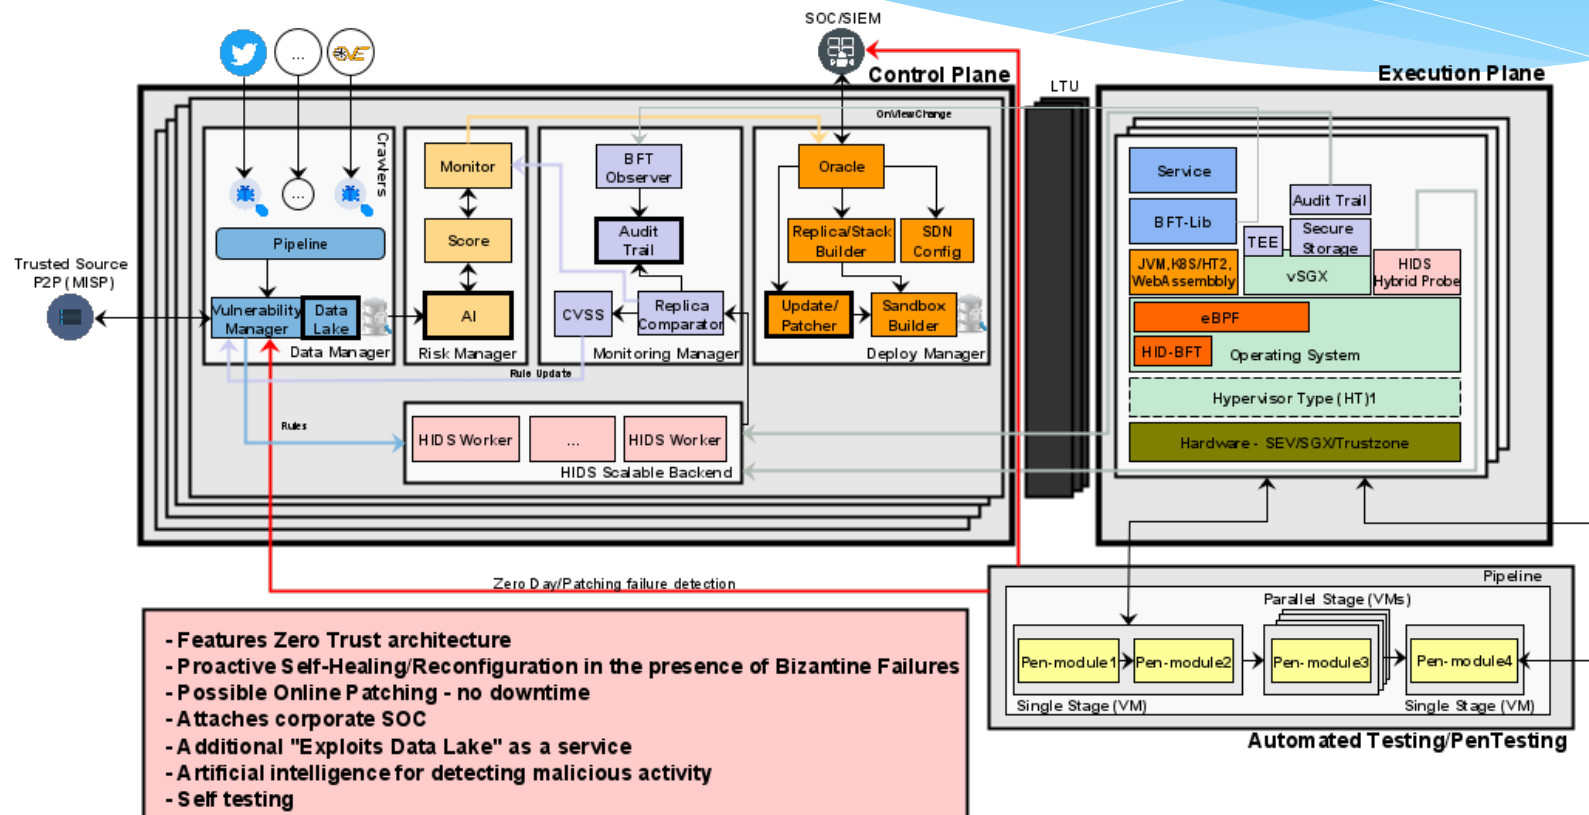 SOC/SIEM
...
CVE
Control Plane
Execution Plane
LTU
OnViewChange
Crawlers
...
Pipeline
Vulnerability
Manager
Data
Lake
Data Manager
Trusted Source
P2P (MISP)
Monitor
Score
AI
Risk Manager
BFT
Observer
Audit
Trail
CVSS
Replica
Comparator
Monitoring Manager
Oracle
Replica/Stack
Builder
SDN
Config
Update/
Patcher
Sandbox
Builder
Deploy Manager
Rule Update
Rules
HIDS Worker
...
HIDS Worker
HIDS Scalable Backend
Service
BFT-Lib
JVM,K8S/HT2,
WebAssembbly
TEE
Audit Trail
Secure
Storage
vSGX
HIDS
Hybrid Probe
eBPF
HID-BFT
Operating System
Hypervisor Type (HT)1
Hardware - SEV/SGX/Trustzone
Zero Day/Patching failure detection
Pipeline
Parallel Stage (VMs)
Pen-module1
Pen-module2
Pen-module3
Pen-module4
Single Stage (VM)
Single Stage (VM)
Automated Testing/PenTesting
- Features Zero Trust architecture
- Proactive Self-Healing/Reconfiguration in the presence of Bizantine Failures
- Possible Online Patching - no downtime
- Attaches corporate SOC
- Additional "Exploits Data Lake" as a service
- Artificial intelligence for detecting malicious activity
- Self testing